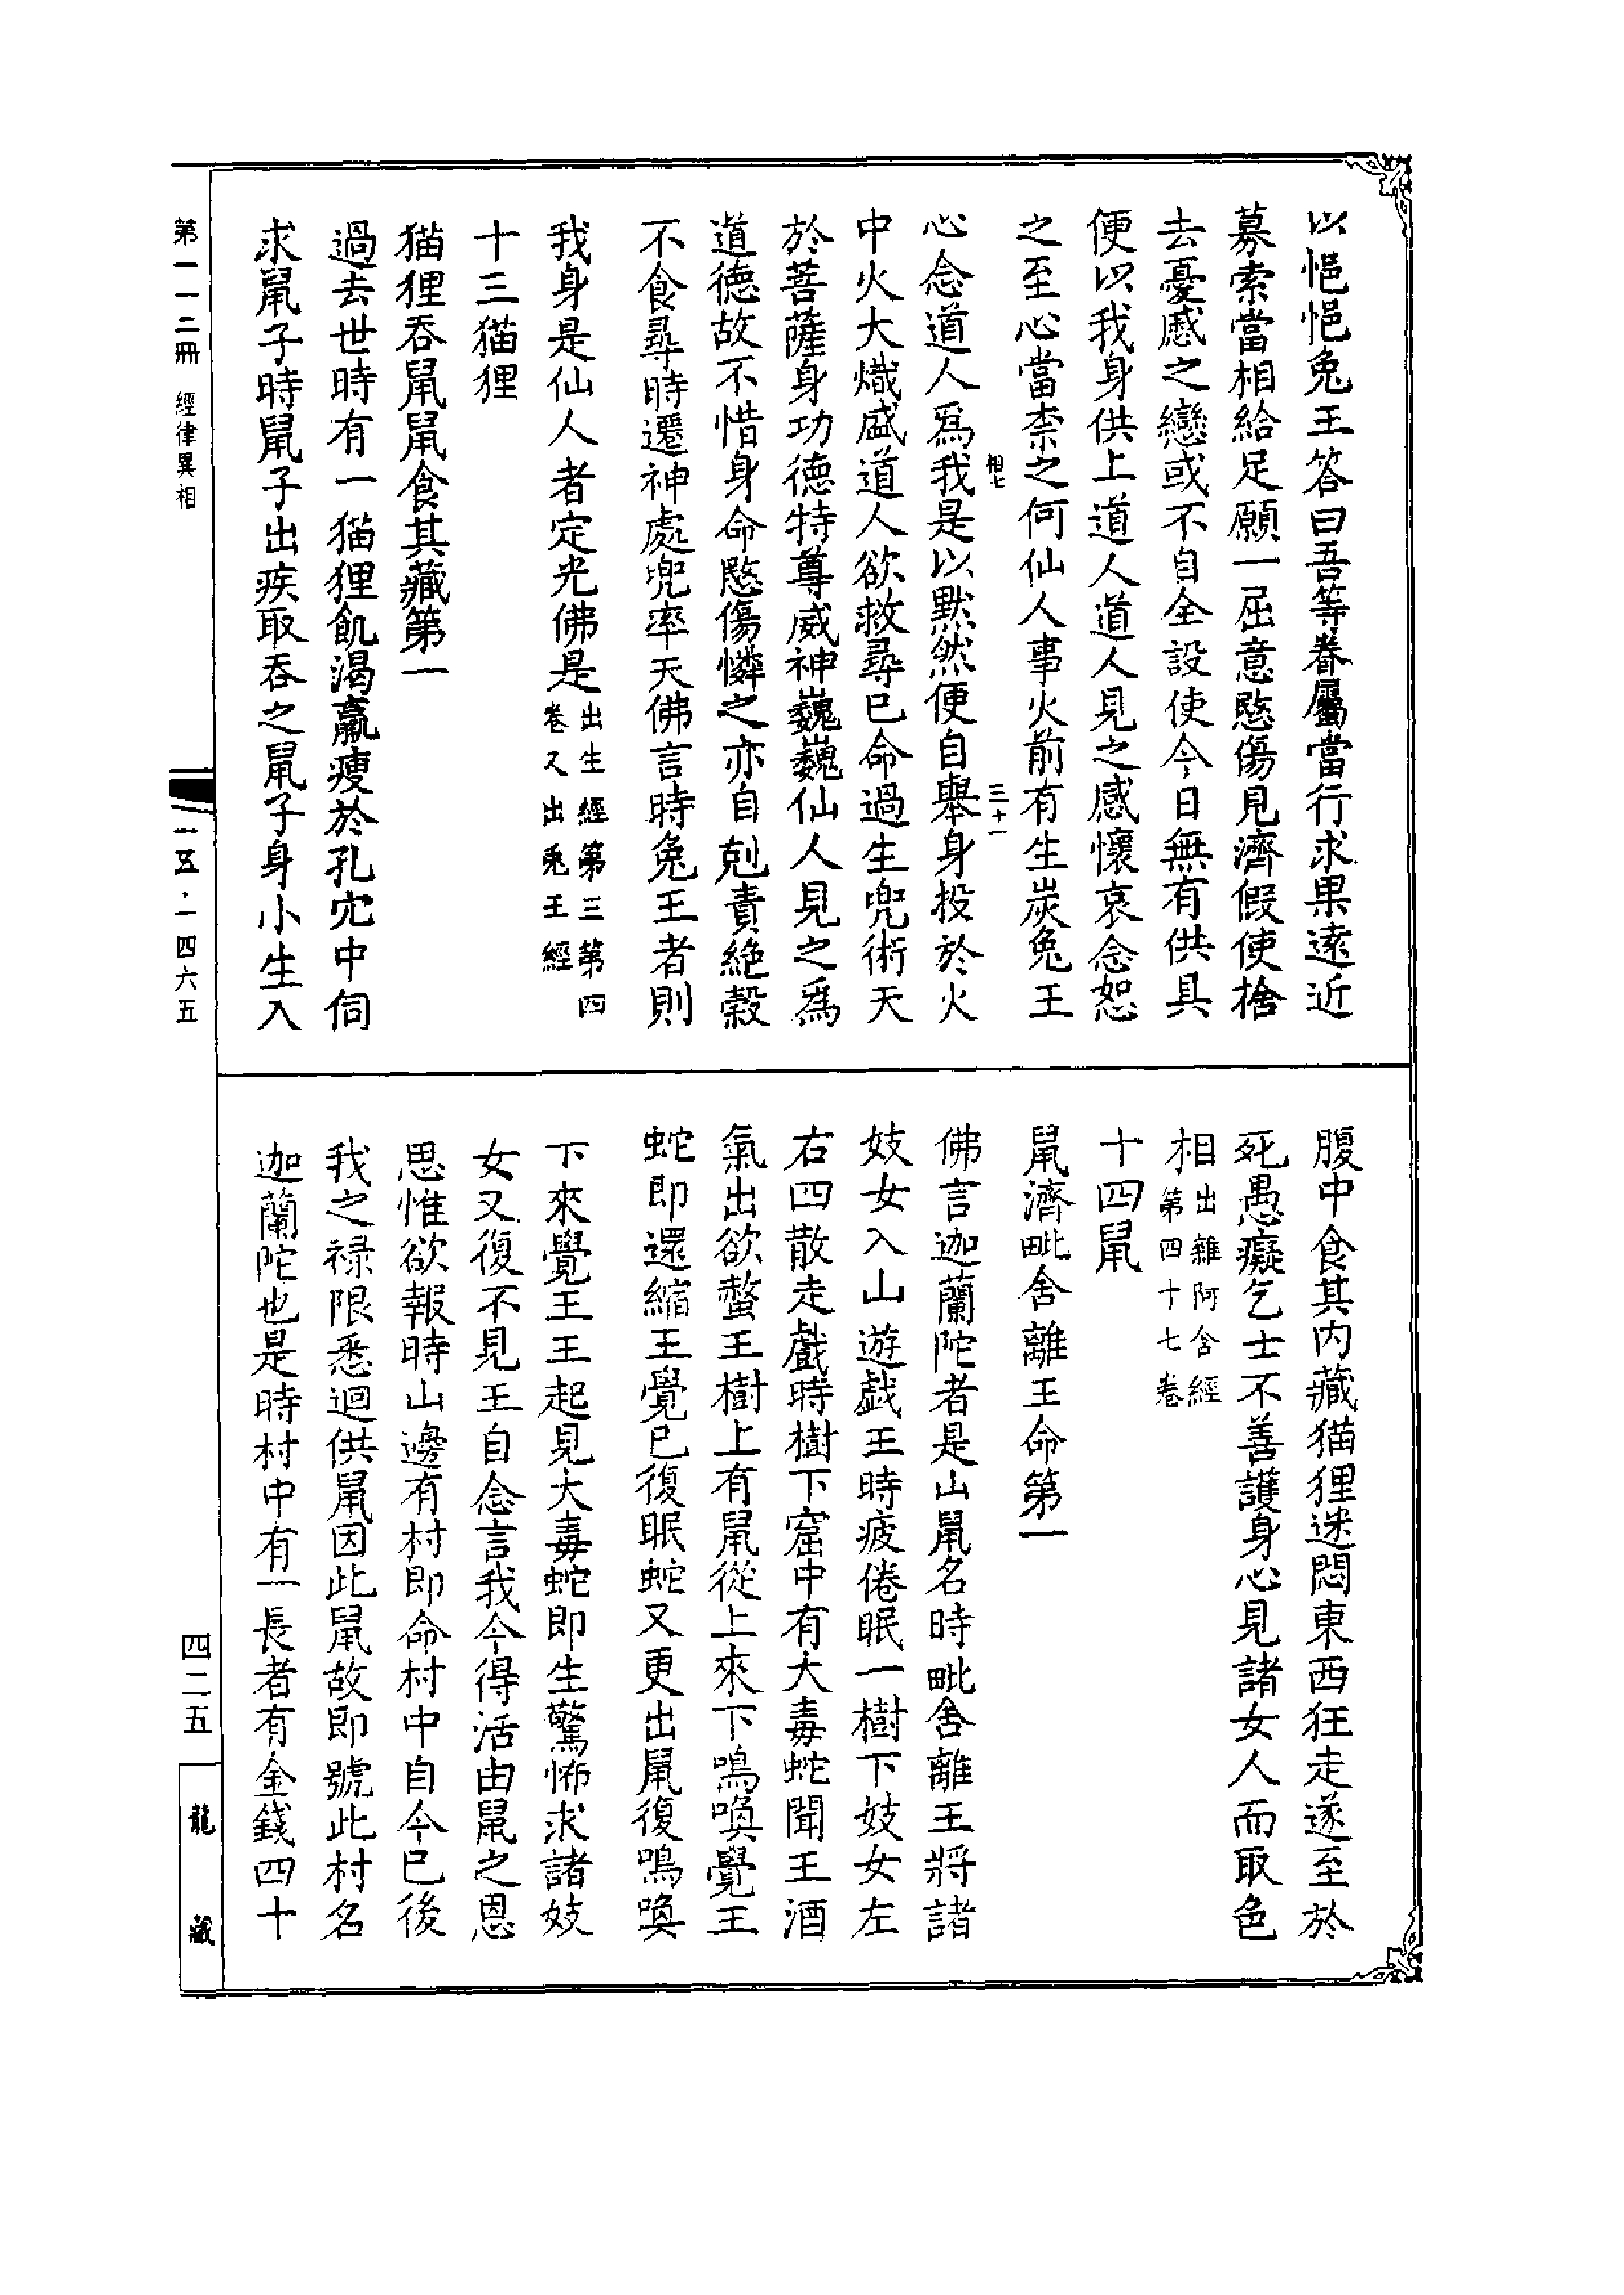 以悒悒兔王答曰吾等眷屬當行求果遠近
募索當相給足願一屈意愍傷見濟假使捨
去憂慼之戀或不自全設使今日無有供具
便以我身供上道人道人見之感懷哀念恕
之至心當柰之何仙人事火前有生炭兔王
相七
三十一
心念道人爲我是以默然便自舉身投於火
中火大熾盛道人欲救尋已命過生兜術天
於菩薩身功德特尊威神巍巍仙人見之爲
道德故不惜身命愍傷憐之亦自剋責絶穀
不食尋時遷神處兜率天佛言時兔王者則
我身是仙人者定光佛是出生經第三第四
卷又出兎王經
十三猫狸
猫狸吞鼠鼠食其藏第一
過去世時有一猫狸飢渴羸瘦於孔穴中伺
求鼠子時鼠子出疾取吞之鼠子身小生入
腹中食其内藏猫狸迷悶東西狂走遂至於
死愚癡乞士不善護身心見諸女人而取色
相出雜阿含經
第四十七卷
十四鼠
鼠濟毗舍離王命第一
佛言迦蘭陀者是山鼠名時毗舍離王將諸
妓女入山遊戲王時疲倦眠一樹下妓女左
右四散走戲時樹下窟中有大毒蛇聞王酒
氣出欲螫王樹上有鼠從上來下鳴喚覺王
蛇即還縮王覺已復眠蛇又更出鼠復鳴喚
下來覺王王起見大毒蛇即生驚怖求諸妓
女又復不見王自念言我今得活由鼠之恩
思惟欲報時山邊有村即命村中自今已後
我之禄限悉迴供鼠因此鼠故即號此村名
迦蘭陀也是時村中有一長者有金錢四十
第一一二冊 經律異相
一五·一四六五
四二五
龍藏